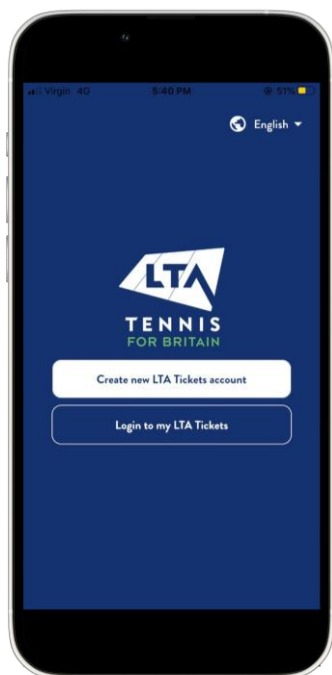 Virgin 4G 5:40 PM 51%
English
LTA
TENNIS
FOR BRITAIN
Create new LTA Tickets account
Login to my LTA Tickets